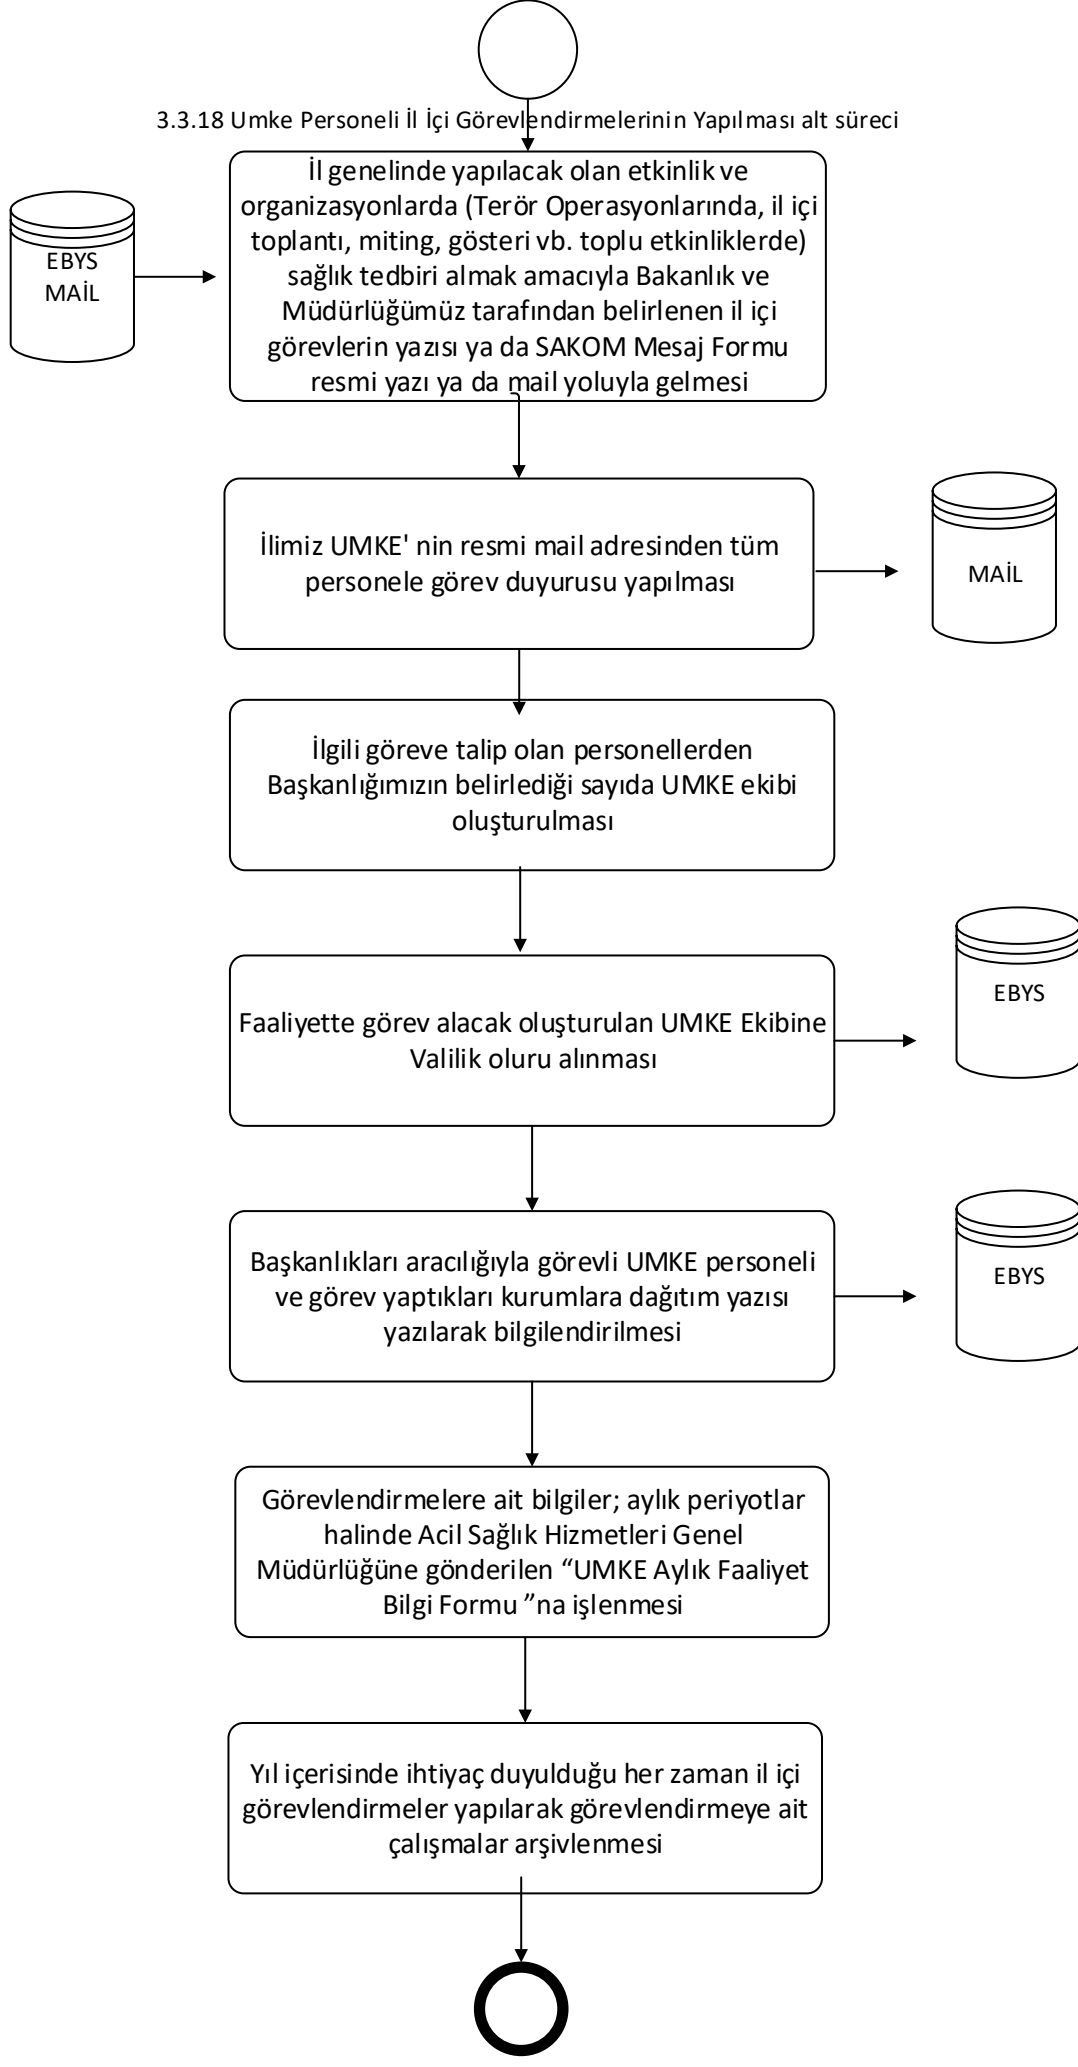 3.3.18 Umke Personeli İl İçi Görevlendirmelerinin Yapılması alt süreci
İl genelinde yapılacak olan etkinlik ve
organizasyonlarda (Terör Operasyonlarında, il içi
toplantı, miting, gösteri vb. toplu etkinliklerde)
sağlık tedbiri almak amacıyla Bakanlık ve
Müdürlüğümüz tarafından belirlenen il içi
görevlerin yazısı ya da SAKOM Mesaj Formu
resmi yazı ya da mail yoluyla gelmesi
EBYS
MAİL
İlimiz UMKE' nin resmi mail adresinden tüm
personele görev duyurusu yapılması
MAİL
İlgili göreve talip olan personellerden
Başkanlığımızın belirlediği sayıda UMKE ekibi
oluşturulması
Faaliyette görev alacak oluşturulan UMKE Ekibine
Valilik oluru alınması
EBYS
Başkanlıkları aracılığıyla görevli UMKE personeli
ve görev yaptıkları kurumlara dağıtım yazısı
yazılarak bilgilendirilmesi
EBYS
Görevlendirmelere ait bilgiler; aylık periyotlar
halinde Acil Sağlık Hizmetleri Genel
Müdürlüğüne gönderilen “UMKE Aylık Faaliyet
Bilgi Formu ”na işlenmesi
Yıl içerisinde ihtiyaç duyulduğu her zaman il içi
görevlendirmeler yapılarak görevlendirmeye ait
çalışmalar arşivlenmesi